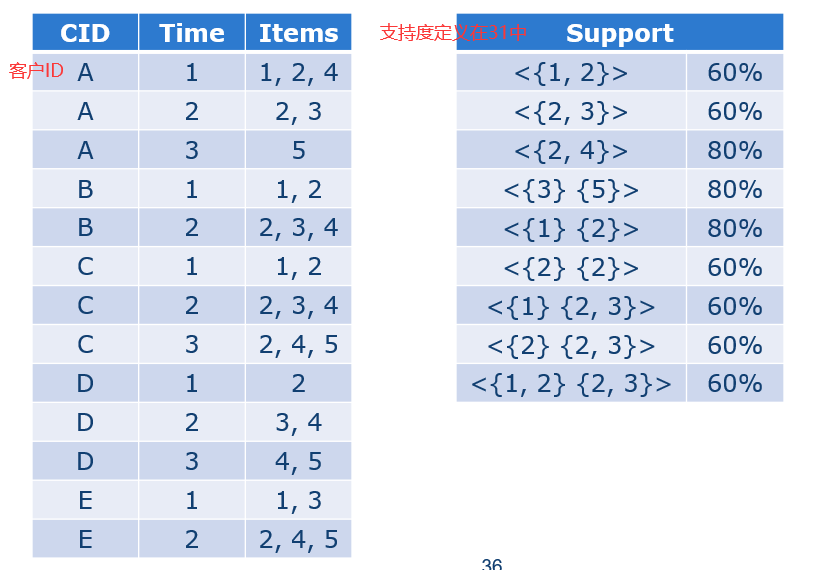 CID Time Items
客户ID A 1 1, 2, 4
A 2 2, 3
A 3 5
B 1 1, 2
B 2 2, 3, 4
C 1 1, 2
C 2 2, 3, 4
C 3 2, 4, 5
D 1 2
D 2 3, 4
D 3 4, 5
E 1 1, 3
E 2 2, 4, 5
支持度定义在31中 Support
<{1, 2}> 60%
<{2, 3}> 60%
<{2, 4}> 80%
<{3} {5}> 80%
<{1} {2}> 80%
<{2} {2}> 60%
<{1} {2, 3}> 60%
<{2} {2, 3}> 60%
<{1, 2} {2, 3}> 60%
36